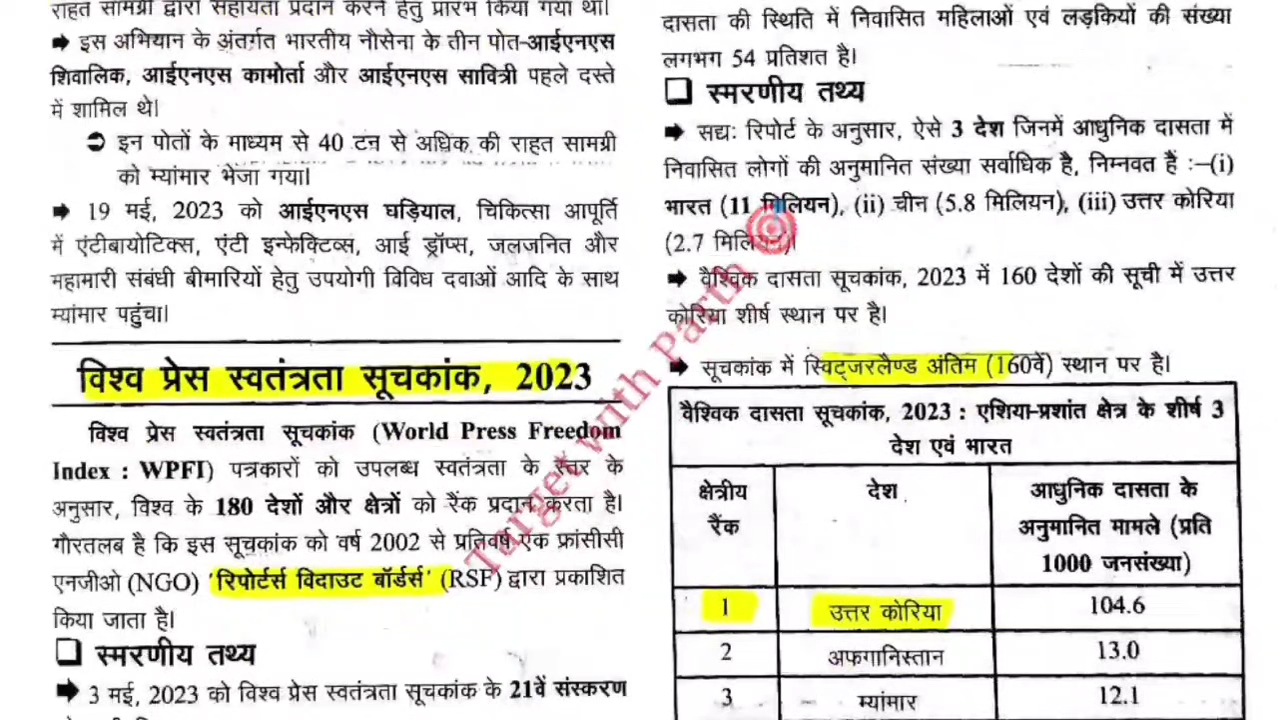 राहत सामग्री द्वारा सहायता प्रदान करने हेतु प्रारंभ किया गया था।
➡ इस अभियान के अंतर्गत भारतीय नौसेना के तीन पोत-आईएनएस
शिवालिक, आईएनएस कामोर्ता और आईएनएस सावित्री पहले दस्ते
में शामिल थे।
➲ इन पोतों के माध्यम से 40 टन से अधिक की राहत सामग्री
को म्यांमार भेजा गया।
➡ 19 मई, 2023 को आईएनएस घड़ियाल, चिकित्सा आपूर्ति
में एंटीबायोटिक्स, एंटी इन्फेक्टिव्स, आई ड्रॉप्स, जलजनित और
महामारी संबंधी बीमारियों हेतु उपयोगी विविध दवाओं आदि के साथ
म्यांमार पहुंचा।
विश्व प्रेस स्वतंत्रता सूचकांक, 2023
विश्व प्रेस स्वतंत्रता सूचकांक (World Press Freedom
Index : WPFI) पत्रकारों को उपलब्ध स्वतंत्रता के स्तर के
अनुसार, विश्व के 180 देशों और क्षेत्रों को रैंक प्रदान करता है।
गौरतलब है कि इस सूचकांक को वर्ष 2002 से प्रतिवर्ष एक फ्रांसीसी
एनजीओ (NGO) 'रिपोर्टर्स विदाउट बॉर्डर्स' (RSF) द्वारा प्रकाशित
किया जाता है।
❑ स्मरणीय तथ्य
➡ 3 मई, 2023 को विश्व प्रेस स्वतंत्रता सूचकांक के 21वें संस्करण
दासता की स्थिति में निवासित महिलाओं एवं लड़कियों की संख्या
लगभग 54 प्रतिशत है।
❑ स्मरणीय तथ्य
➡ सद्यः रिपोर्ट के अनुसार, ऐसे 3 देश जिनमें आधुनिक दासता में
निवासित लोगों की अनुमानित संख्या सर्वाधिक है, निम्नवत हैं :–(i)
भारत (11 मिलियन), (ii) चीन (5.8 मिलियन), (iii) उत्तर कोरिया
(2.7 मिलियन)।
➡ वैश्विक दासता सूचकांक, 2023 में 160 देशों की सूची में उत्तर
कोरिया शीर्ष स्थान पर है।
➡ सूचकांक में स्विट्जरलैण्ड अंतिम (160वें) स्थान पर है।
वैश्विक दासता सूचकांक, 2023 : एशिया-प्रशांत क्षेत्र के शीर्ष 3
देश एवं भारत
क्षेत्रीय रैंक देश आधुनिक दासता के अनुमानित मामले (प्रति 1000 जनसंख्या)
1 उत्तर कोरिया 104.6
2 अफगानिस्तान 13.0
3 म्यांमार 12.1
Target with Parth